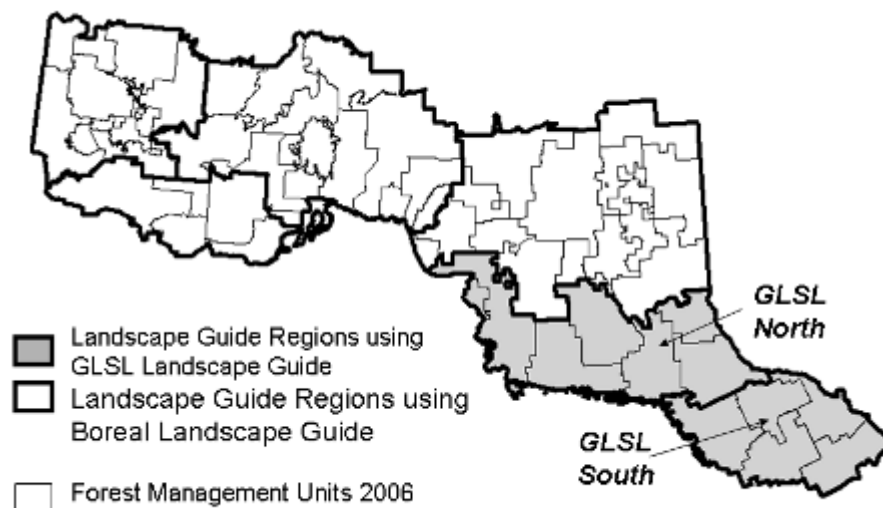 GLSL
North
Landscape Guide Regions using
GLSL Landscape Guide
Landscape Guide Regions using
Boreal Landscape Guide
GLSL
South
Forest Management Units 2006